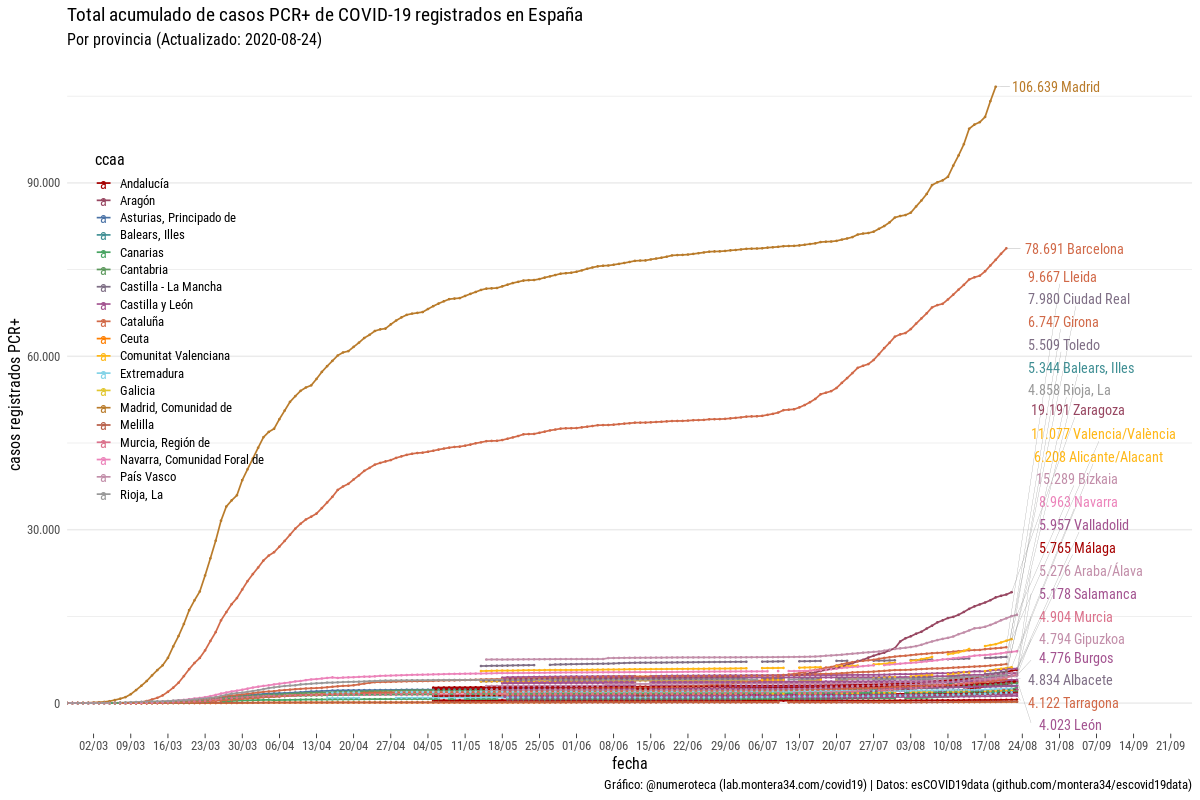 Total acumulado de casos PCR+ de COVID-19 registrados en España
Por provincia (Actualizado: 2020-08-24)
casos registrados PCR+
90.000
60.000
30.000
0
ccaa
Andalucía
Aragón
Asturias, Principado de
Balears, Illes
Canarias
Cantabria
Castilla - La Mancha
Castilla y León
Cataluña
Ceuta
Comunitat Valenciana
Extremadura
Galicia
Madrid, Comunidad de
Melilla
Murcia, Región de
Navarra, Comunidad Foral de
País Vasco
Rioja, La
106.639 Madrid
78.691 Barcelona
9.667 Lleida
7.980 Ciudad Real
6.747 Girona
5.509 Toledo
5.344 Balears, Illes
4.858 Rioja, La
19.191 Zaragoza
11.077 Valencia/València
6.208 Alicante/Alacant
15.289 Bizkaia
8.963 Navarra
5.957 Valladolid
5.765 Málaga
5.276 Araba/Álava
5.178 Salamanca
4.904 Murcia
4.794 Gipuzkoa
4.776 Burgos
4.834 Albacete
4.122 Tarragona
4.023 León
02/03 09/03 16/03 23/03 30/03 06/04 13/04 20/04 27/04 04/05 11/05 18/05 25/05 01/06 08/06 15/06 22/06 29/06 06/07 13/07 20/07 27/07 03/08 10/08 17/08 24/08 31/08 07/09 14/09 21/09
fecha
Gráfico: @numeroteca (lab.montera34.com/covid19) | Datos: esCOVID19data (github.com/montera34/escovid19data)